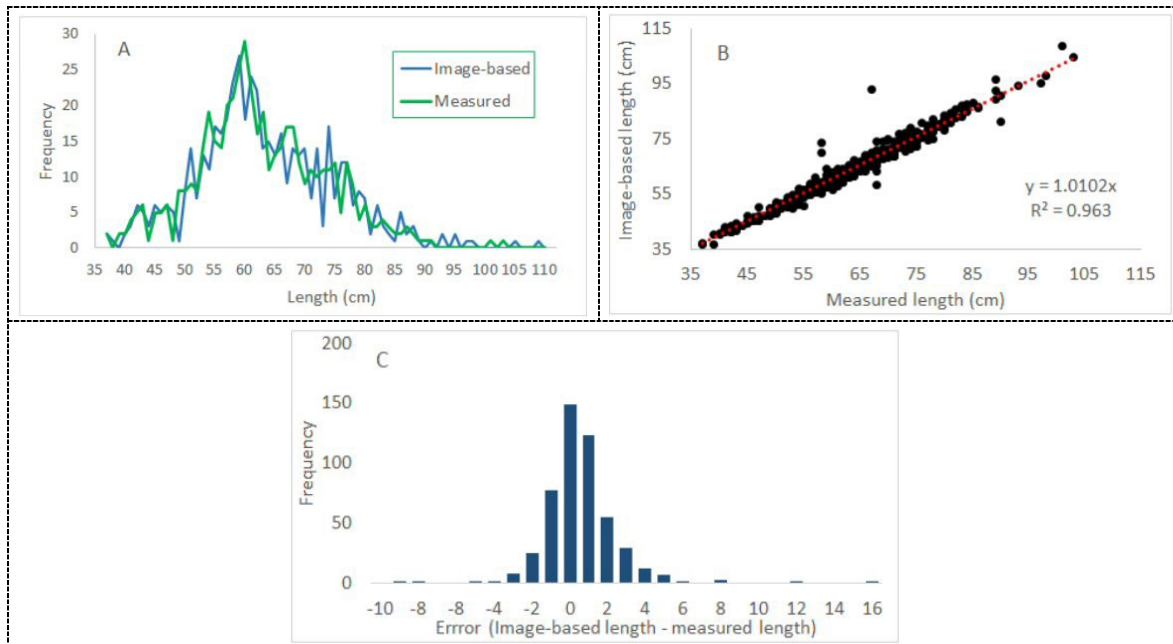 A
30
25
20
15
10
5
0
Frequency
Image-based
Measured
35 40 45 50 55 60 65 70 75 80 85 90 95 100 105 110
Length (cm)
B
115
95
75
55
35
Image-based length (cm)
y = 1.0102x
R² = 0.963
35 45 55 65 75 85 95 105 115
Measured length (cm)
C
200
150
100
50
0
Frequency
-10 -8 -6 -4 -2 0 2 4 6 8 10 12 16
Errror (Image-based length - measured length)